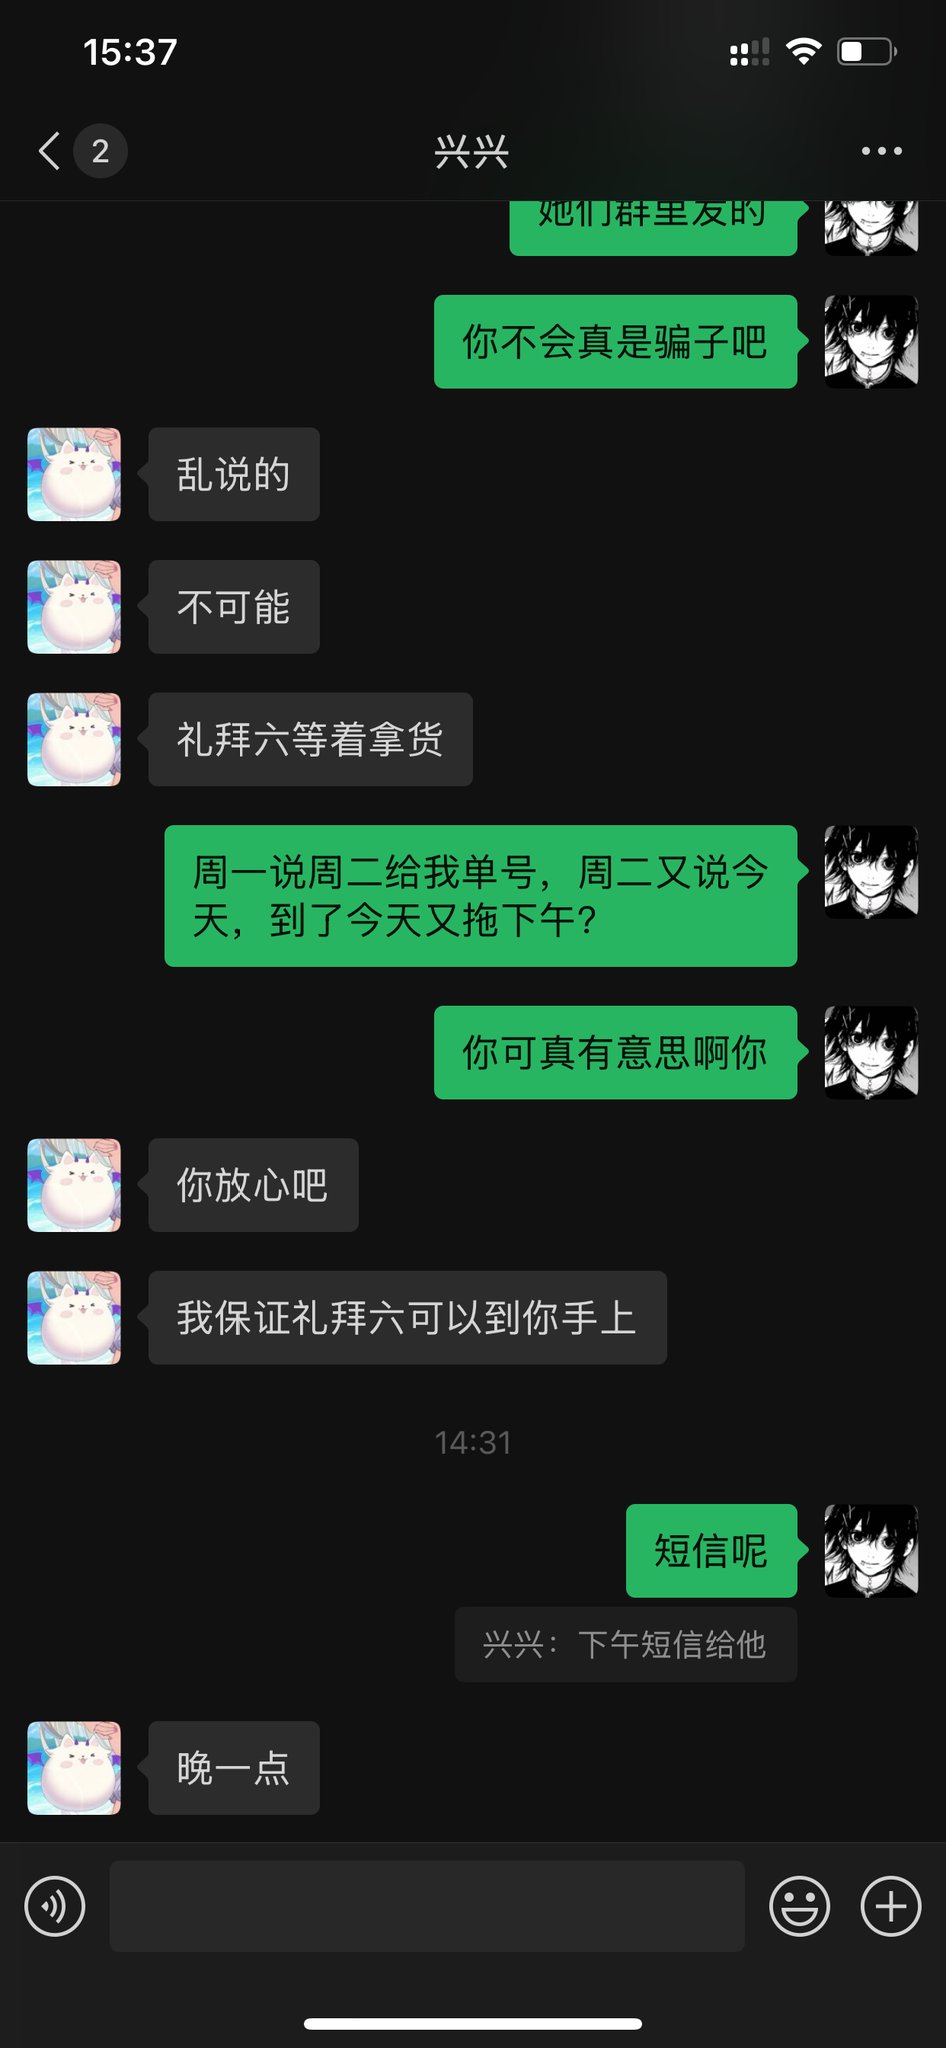 15:37
2
兴兴
她们群里发的
你不会真是骗子吧
乱说的
不可能
礼拜六等着拿货
周一说周二给我单号，周二又说今
天，到了今天又拖下午？
你可真有意思啊你
你放心吧
我保证礼拜六可以到你手上
14:31
短信呢
兴兴：下午短信给他
晚一点